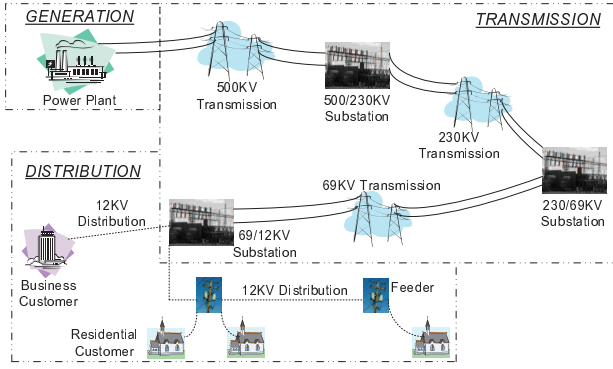 GENERATION
Power Plant
TRANSMISSION
500KV
Transmission
500/230KV
Substation
230KV
Transmission
230/69KV
Substation
69KV Transmission
DISTRIBUTION
12KV
Distribution
69/12KV
Substation
Business
Customer
12KV Distribution
Feeder
Residential
Customer